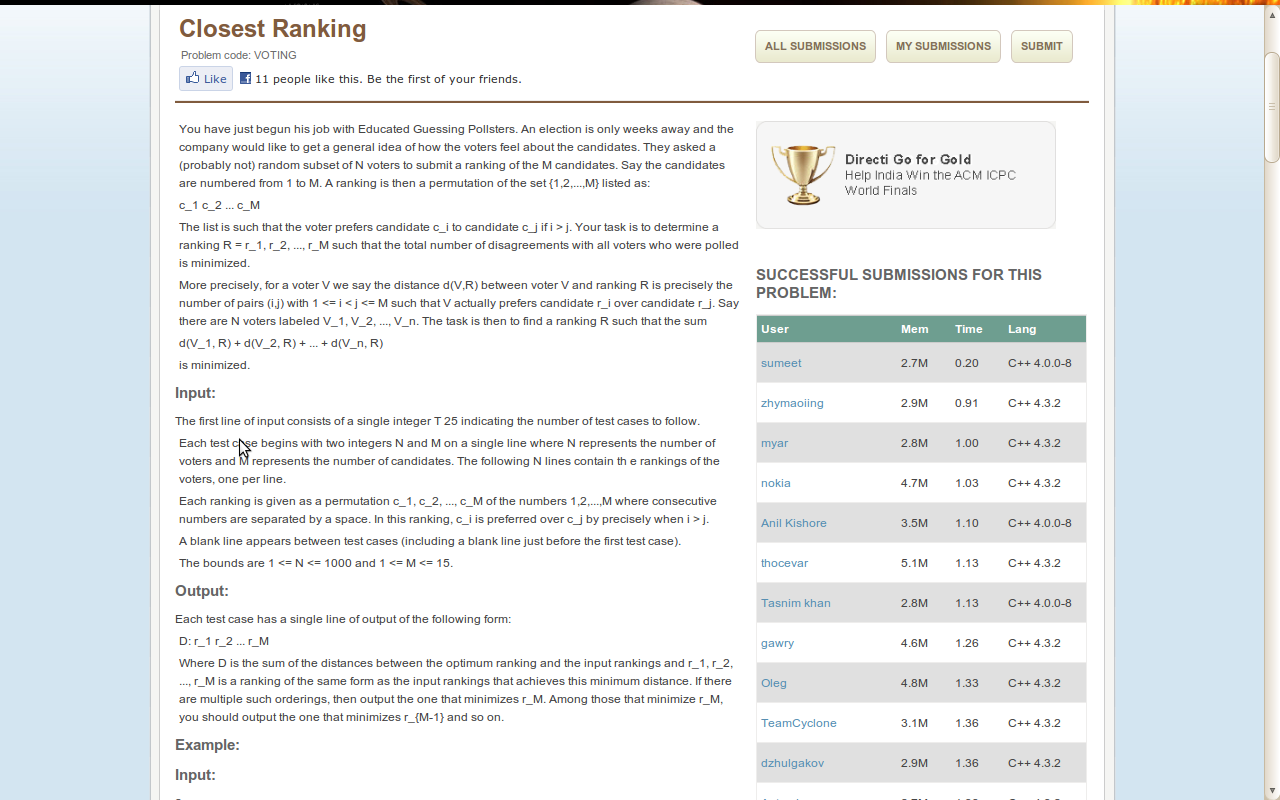 Closest Ranking
Problem code: VOTING
Like
11 people like this. Be the first of your friends.
ALL SUBMISSIONS
MY SUBMISSIONS
SUBMIT
You have just begun his job with Educated Guessing Pollsters. An election is only weeks away and the
company would like to get a general idea of how the voters feel about the candidates. They asked a
(probably not) random subset of N voters to submit a ranking of the M candidates. Say the candidates
are numbered from 1 to M. A ranking is then a permutation of the set {1,2,...,M} listed as:
c_1 c_2 ... c_M
The list is such that the voter prefers candidate c_i to candidate c_j if i > j. Your task is to determine a
ranking R = r_1, r_2, ..., r_M such that the total number of disagreements with all voters who were polled
is minimized.
More precisely, for a voter V we say the distance d(V,R) between voter V and ranking R is precisely the
number of pairs (i,j) with 1 <= i < j <= M such that V actually prefers candidate r_i over candidate r_j. Say
there are N voters labeled V_1, V_2, ..., V_n. The task is then to find a ranking R such that the sum
d(V_1, R) + d(V_2, R) + ... + d(V_n, R)
is minimized.
Input:
The first line of input consists of a single integer T 25 indicating the number of test cases to follow.
Each test case begins with two integers N and M on a single line where N represents the number of
voters and M represents the number of candidates. The following N lines contain th e rankings of the
voters, one per line.
Each ranking is given as a permutation c_1, c_2, ..., c_M of the numbers 1,2,...,M where consecutive
numbers are separated by a space. In this ranking, c_i is preferred over c_j by precisely when i > j.
A blank line appears between test cases (including a blank line just before the first test case).
The bounds are 1 <= N <= 1000 and 1 <= M <= 15.
Output:
Each test case has a single line of output of the following form:
D: r_1 r_2 ... r_M
Where D is the sum of the distances between the optimum ranking and the input rankings and r_1, r_2,
..., r_M is a ranking of the same form as the input rankings that achieves this minimum distance. If there
are multiple such orderings, then output the one that minimizes r_M. Among those that minimize r_M,
you should output the one that minimizes r_{M-1} and so on.
Example:
Input:
Directi Go for Gold
Help India Win the ACM ICPC
World Finals
SUCCESSFUL SUBMISSIONS FOR THIS
PROBLEM:
User Mem Time Lang
sumeet 2.7M 0.20 C++ 4.0.0-8
zhymaoiing 2.9M 0.91 C++ 4.3.2
myar 2.8M 1.00 C++ 4.3.2
nokia 4.7M 1.03 C++ 4.3.2
Anil Kishore 3.5M 1.10 C++ 4.0.0-8
thocevar 5.1M 1.13 C++ 4.3.2
Tasnim khan 2.8M 1.13 C++ 4.0.0-8
gawry 4.6M 1.26 C++ 4.3.2
Oleg 4.8M 1.33 C++ 4.3.2
TeamCyclone 3.1M 1.36 C++ 4.3.2
dzhulgakov 2.9M 1.36 C++ 4.3.2